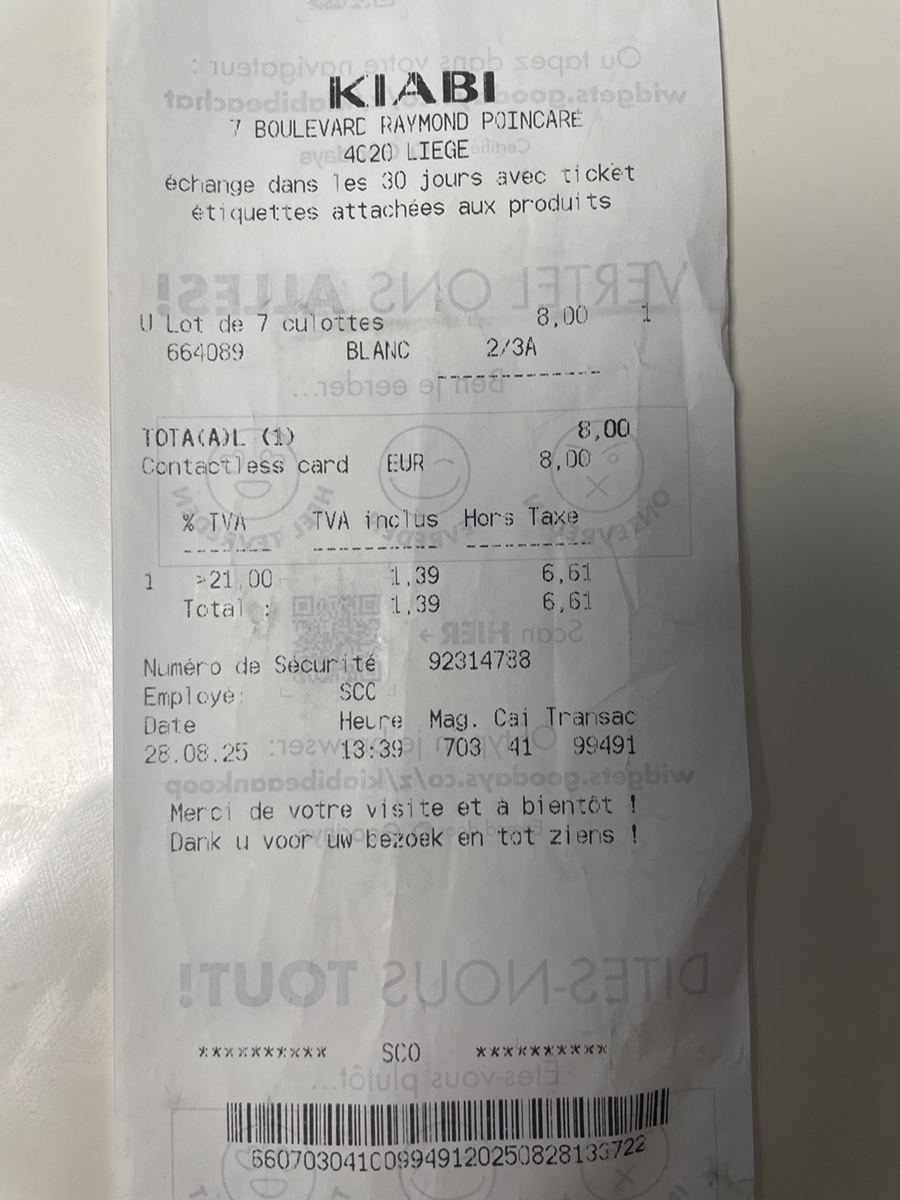 KIABI
7 BOULEVARD RAYMOND POINCARE
4020 LIEGE
échange dans les 30 jours avec ticket
étiquettes attachées aux produits
U Lot de 7 culottes 8,00 1
664089 BLANC 2/3A
TOTA(A)L (1) 8,00
Contactless card EUR 8,00
% TVA TVA inclus Hors Taxe
1 >21,00 1,39 6,61
Total : 1,39 6,61
Numéro de Sécurité 92314788
Employé: SCO
Date Heure Mag. Cai Transac
28.08.25 13:39 703 41 99491
Merci de votre visite et à bientôt !
Dank u voor uw bezoek en tot ziens !
********** SCO **********